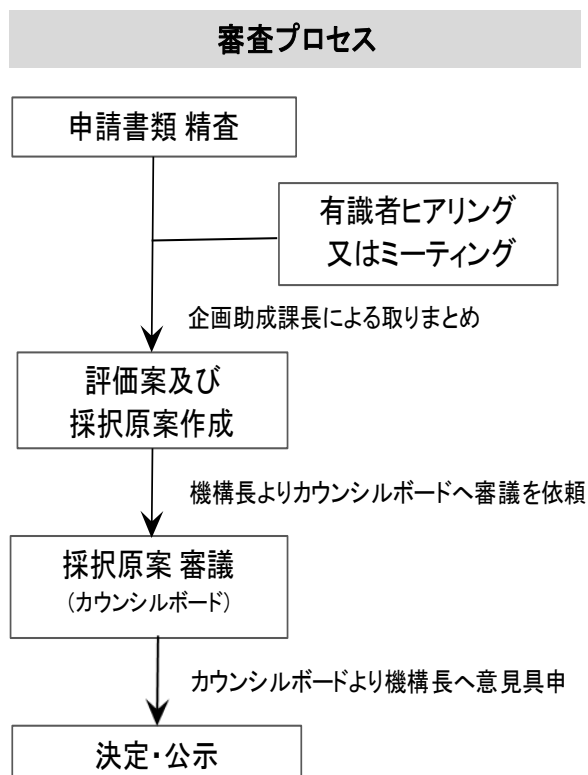 審査プロセス
申請書類 精査
有識者ヒアリング
又はミーティング
企画助成課長による取りまとめ
評価案及び
採択原案作成
機構長よりカウンシルボードへ審議を依頼
採択原案 審議
(カウンシルボード)
カウンシルボードより機構長へ意見具申
決定・公示